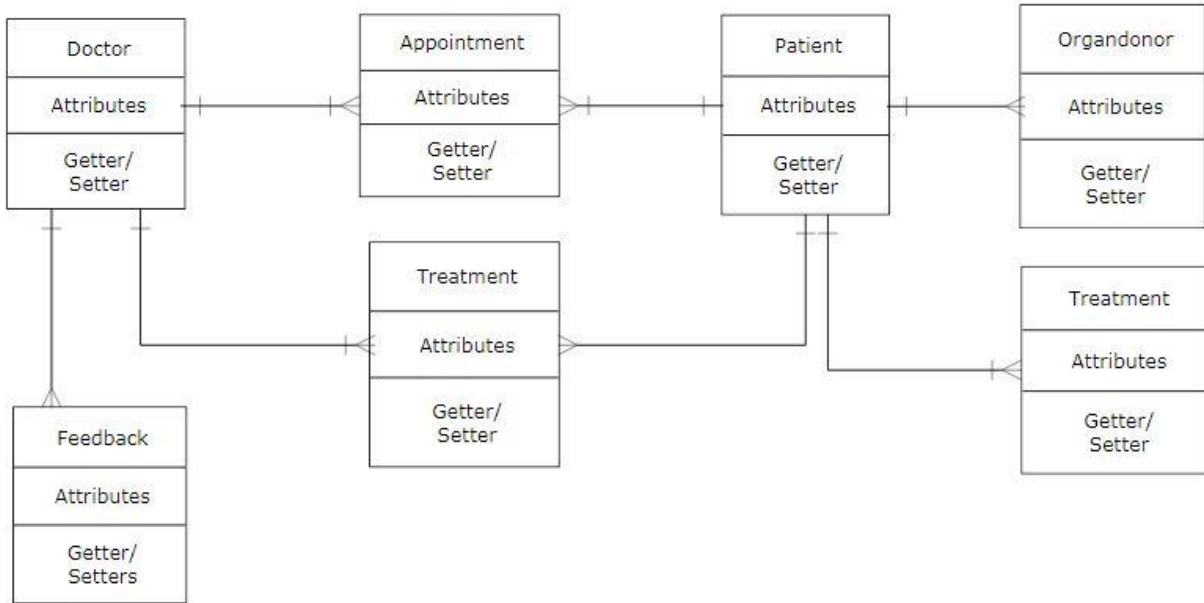 Doctor
Attributes
Getter/
Setter
Appointment
Attributes
Getter/
Setter
Patient
Attributes
Getter/
Setter
Organdonor
Attributes
Getter/
Setter
Treatment
Attributes
Getter/
Setter
Treatment
Attributes
Getter/
Setter
Feedback
Attributes
Getter/
Setters